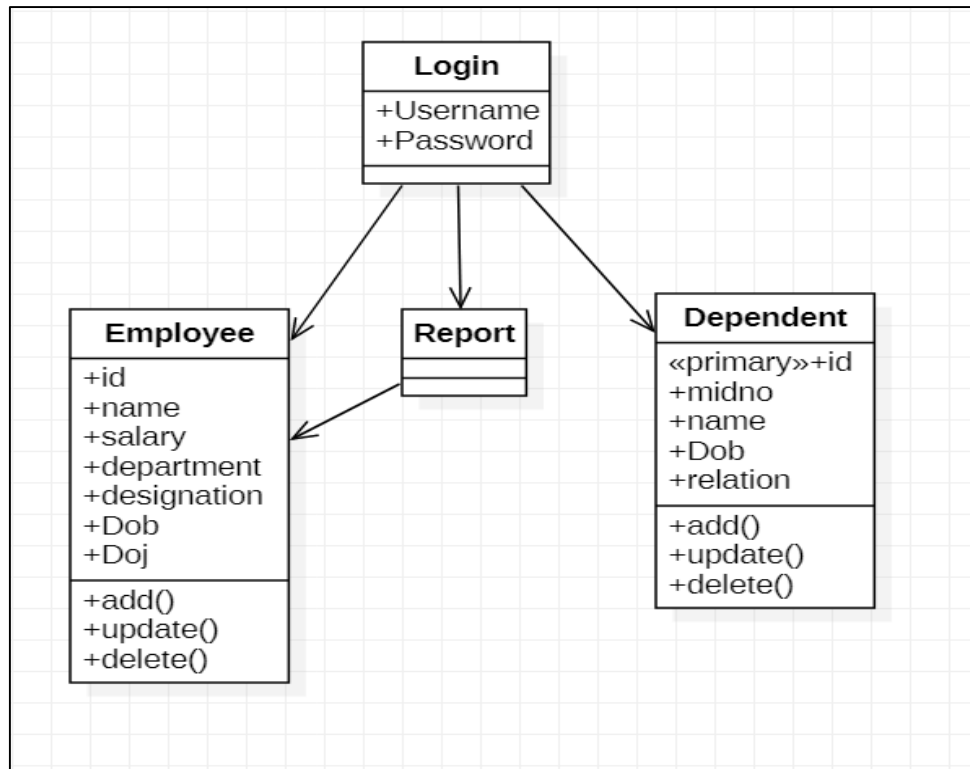 Login
+Username
+Password
Employee
+id
+name
+salary
+department
+designation
+Dob
+Doj
+add()
+update()
+delete()
Report
Dependent
«primary»+id
+midno
+name
+Dob
+relation
+add()
+update()
+delete()